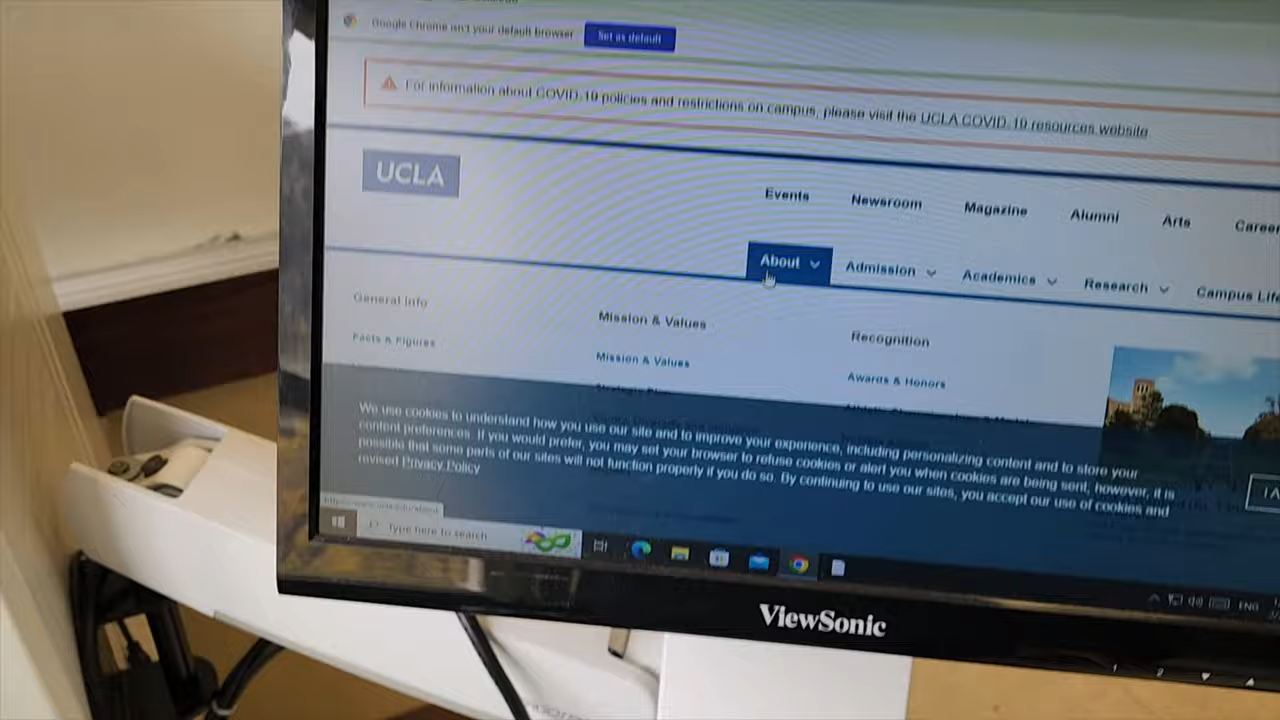 Google Chrome isn't your default browser Set as default
For information about COVID-19 policies and restrictions on campus, please visit the UCLA COVID-19 resources website
UCLA
Events Newsroom Magazine Alumni Arts Career
About Admission Academics Research Campus Life
General Info Mission & Values Recognition
Facts & Figures Mission & Values Awards & Honors
We use cookies to understand how you use our site and to improve your experience, including personalizing content and to store your
content preferences. If you would prefer, you may set your browser to refuse cookies or alert you when cookies are being sent, however, it is
possible that some parts of our sites will not function properly if you do so. By continuing to use our sites, you accept our use of cookies and
revised Privacy Policy
Type here to search
ENG
ViewSonic
1 2